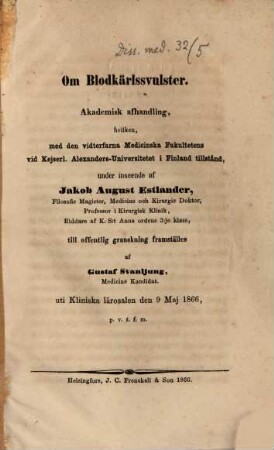 Diss. med. 32/5
Om Blodkärlssvulster.
Akademisk afhandling,
hvilken,
med den vidterfarna Medicinska Fakultetens
vid Kejserl. Alexanders-Universitetet i Finland tillstånd,
under inseende af
Jakob August Estlander,
Filosofie Magister, Medicine och Kirurgie Doktor,
Professor i Kirurgisk Klinik,
Riddare af K. S:t Anna ordens 3:je klass,
till offentlig granskning framställes
af
Gustaf Stanljung,
Medicine Kandidat.
uti Kliniska lärosalen den 9 Maj 1866,
p. v. t. f. m.
Helsingfors, J. C. Frenckell & Son 1866.